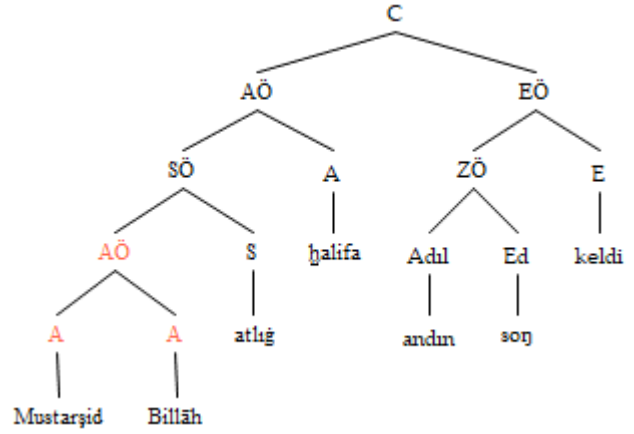 C
AÖ EÖ
SÖ A ZÖ E
AÖ S ḫalifa Adıl Ed keldi
A A atlıġ andın soŋ
Mustarşid Billāh